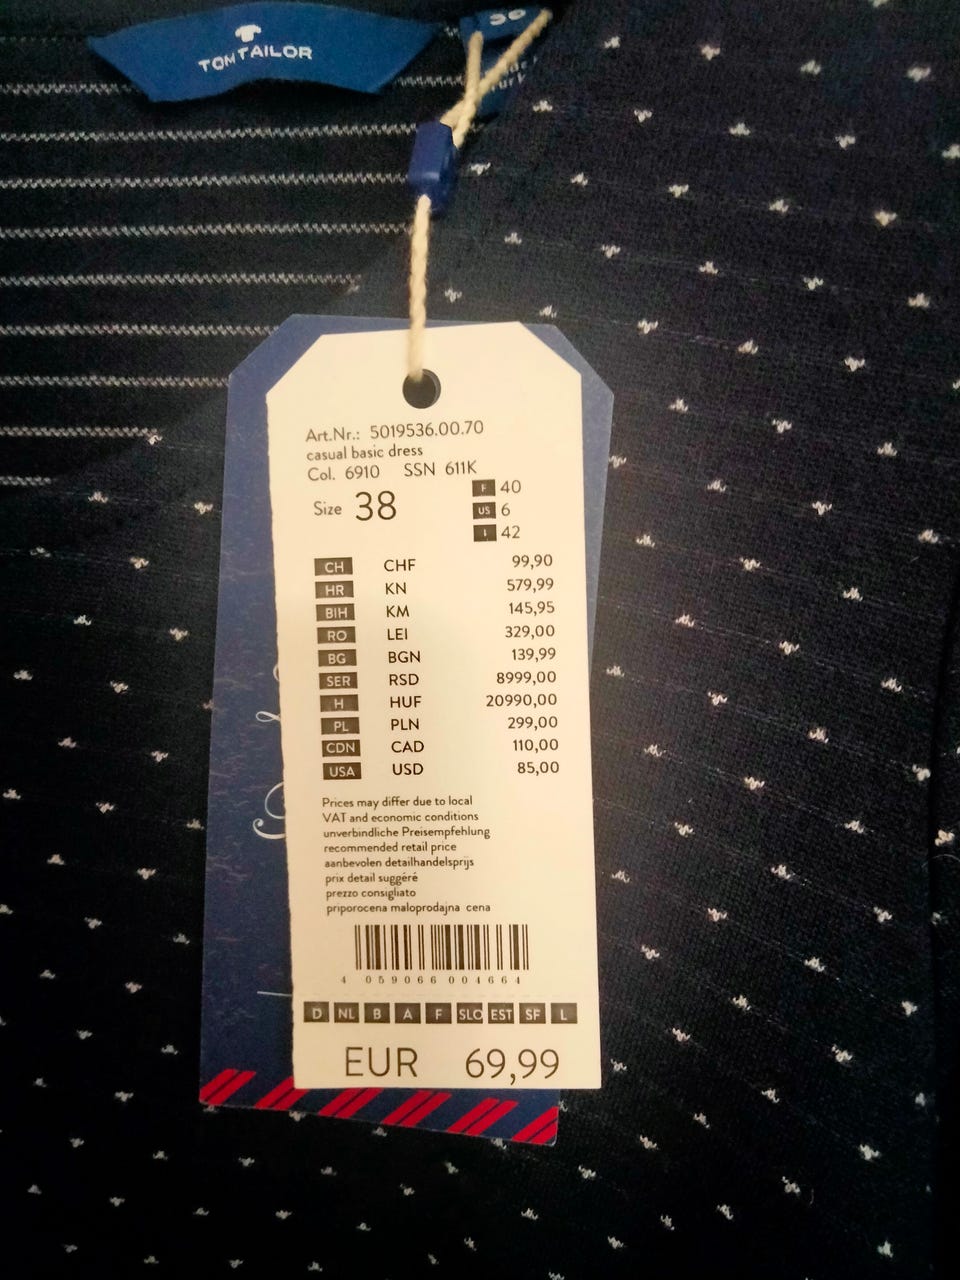 TOM TAILOR
Art.Nr.: 5019536.00.70
casual basic dress
Col. 6910 SSN 611K
Size 38
F 40
US 6
I 42
CH CHF 99,90
HR KN 579,99
BIH KM 145,95
RO LEI 329,00
BG BGN 139,99
SER RSD 8999,00
H HUF 20990,00
PL PLN 299,00
CDN CAD 110,00
USA USD 85,00
Prices may differ due to local
VAT and economic conditions
unverbindliche Preisempfehlung
recommended retail price
aanbevolen detailhandelsprijs
prix detail suggéré
prezzo consigliato
priporocena maloprodajna cena
4 059066 004664
D NL B A F SLO EST SF L
EUR 69,99